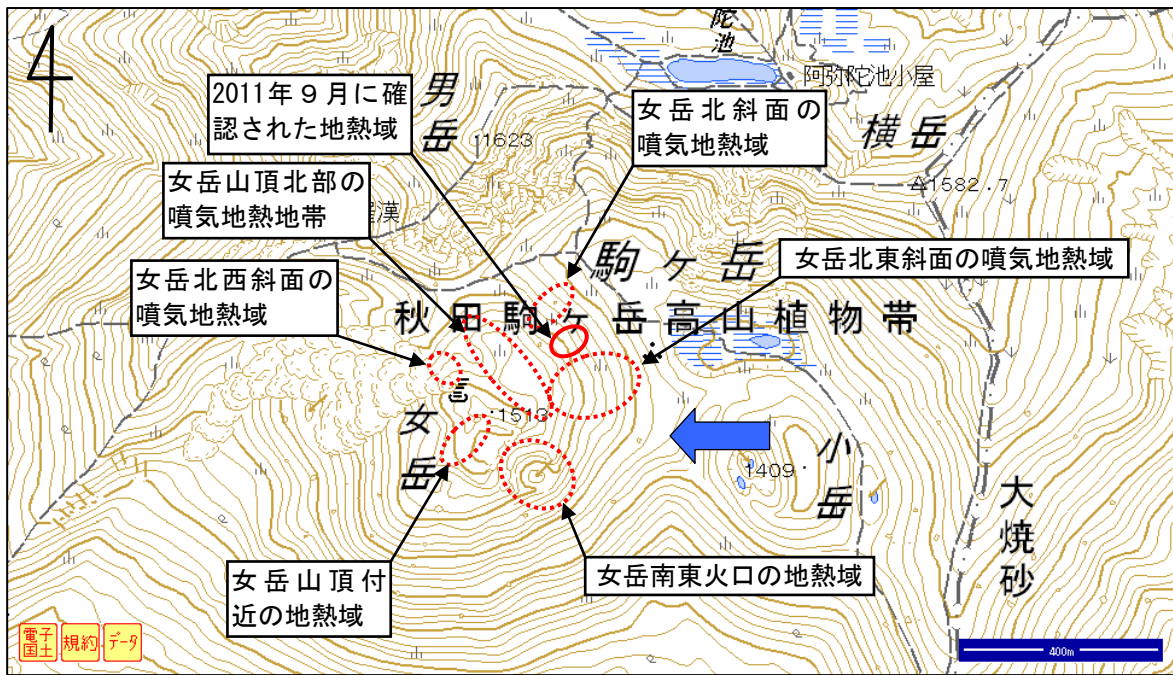 陀
池
阿弥陀池小屋
男
岳
2011年９月に確
認された地熱域
女岳北斜面の
噴気地熱域
横岳
1623
1582.7
女岳山頂北部の
噴気地熱地帯
羅漢
駒ヶ岳
女岳北東斜面の噴気地熱域
女岳北西斜面の
噴気地熱域
秋田駒ヶ岳高山植物帯
1513
女
岳
小
岳
1409
大
焼
砂
女岳山頂付
近の地熱域
女岳南東火口の地熱域
電子
国土
規約
データ
400m